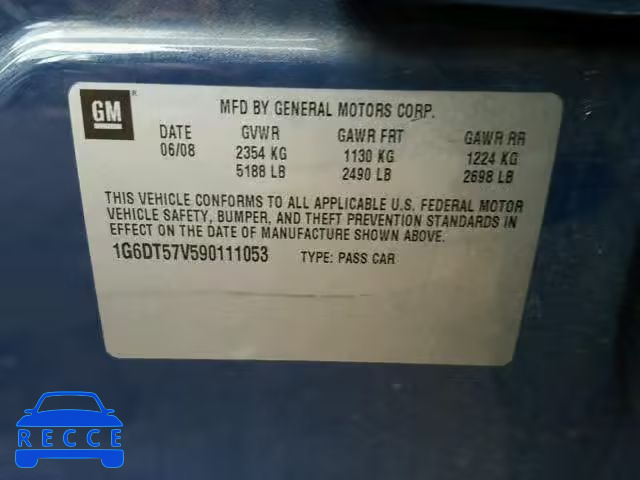 GM ®
MFD BY GENERAL MOTORS CORP.
DATE GVWR GAWR FRT GAWR RR
06/08 2354 KG 1130 KG 1224 KG
5188 LB 2490 LB 2698 LB
THIS VEHICLE CONFORMS TO ALL APPLICABLE U.S. FEDERAL MOTOR
VEHICLE SAFETY, BUMPER, AND THEFT PREVENTION STANDARDS IN
EFFECT ON THE DATE OF MANUFACTURE SHOWN ABOVE.
1G6DT57V590111053 TYPE: PASS CAR
RECCE